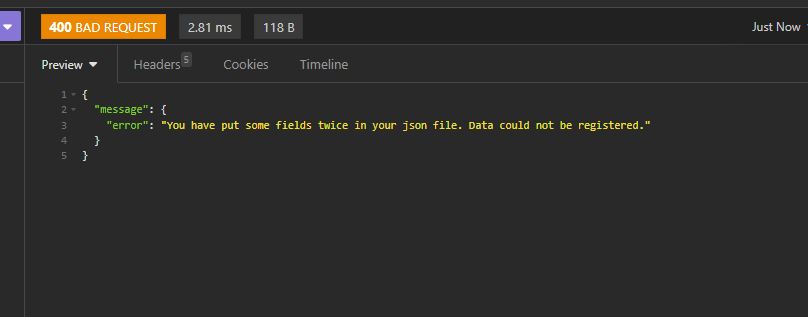 400 BAD REQUEST 2.81 ms 118 B Just Now
Preview Headers 5 Cookies Timeline
1 {
2 "message": {
3 "error": "You have put some fields twice in your json file. Data could not be registered."
4 }
5 }